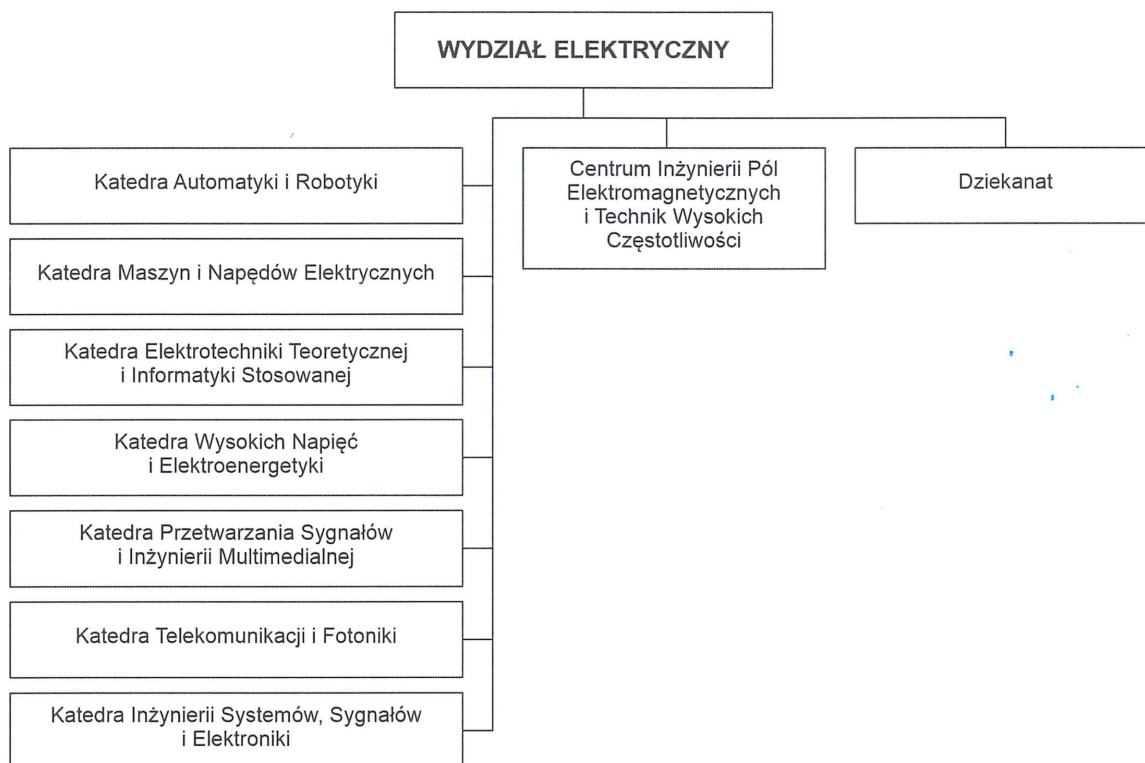 WYDZIAŁ ELEKTRYCZNY
Katedra Automatyki i Robotyki
Centrum Inżynierii Pól
Elektromagnetycznych
i Technik Wysokich
Częstotliwości
Dziekanat
Katedra Maszyn i Napędów Elektrycznych
Katedra Elektrotechniki Teoretycznej
i Informatyki Stosowanej
Katedra Wysokich Napięć
i Elektroenergetyki
Katedra Przetwarzania Sygnałów
i Inżynierii Multimedialnej
Katedra Telekomunikacji i Fotoniki
Katedra Inżynierii Systemów, Sygnałów
i Elektroniki